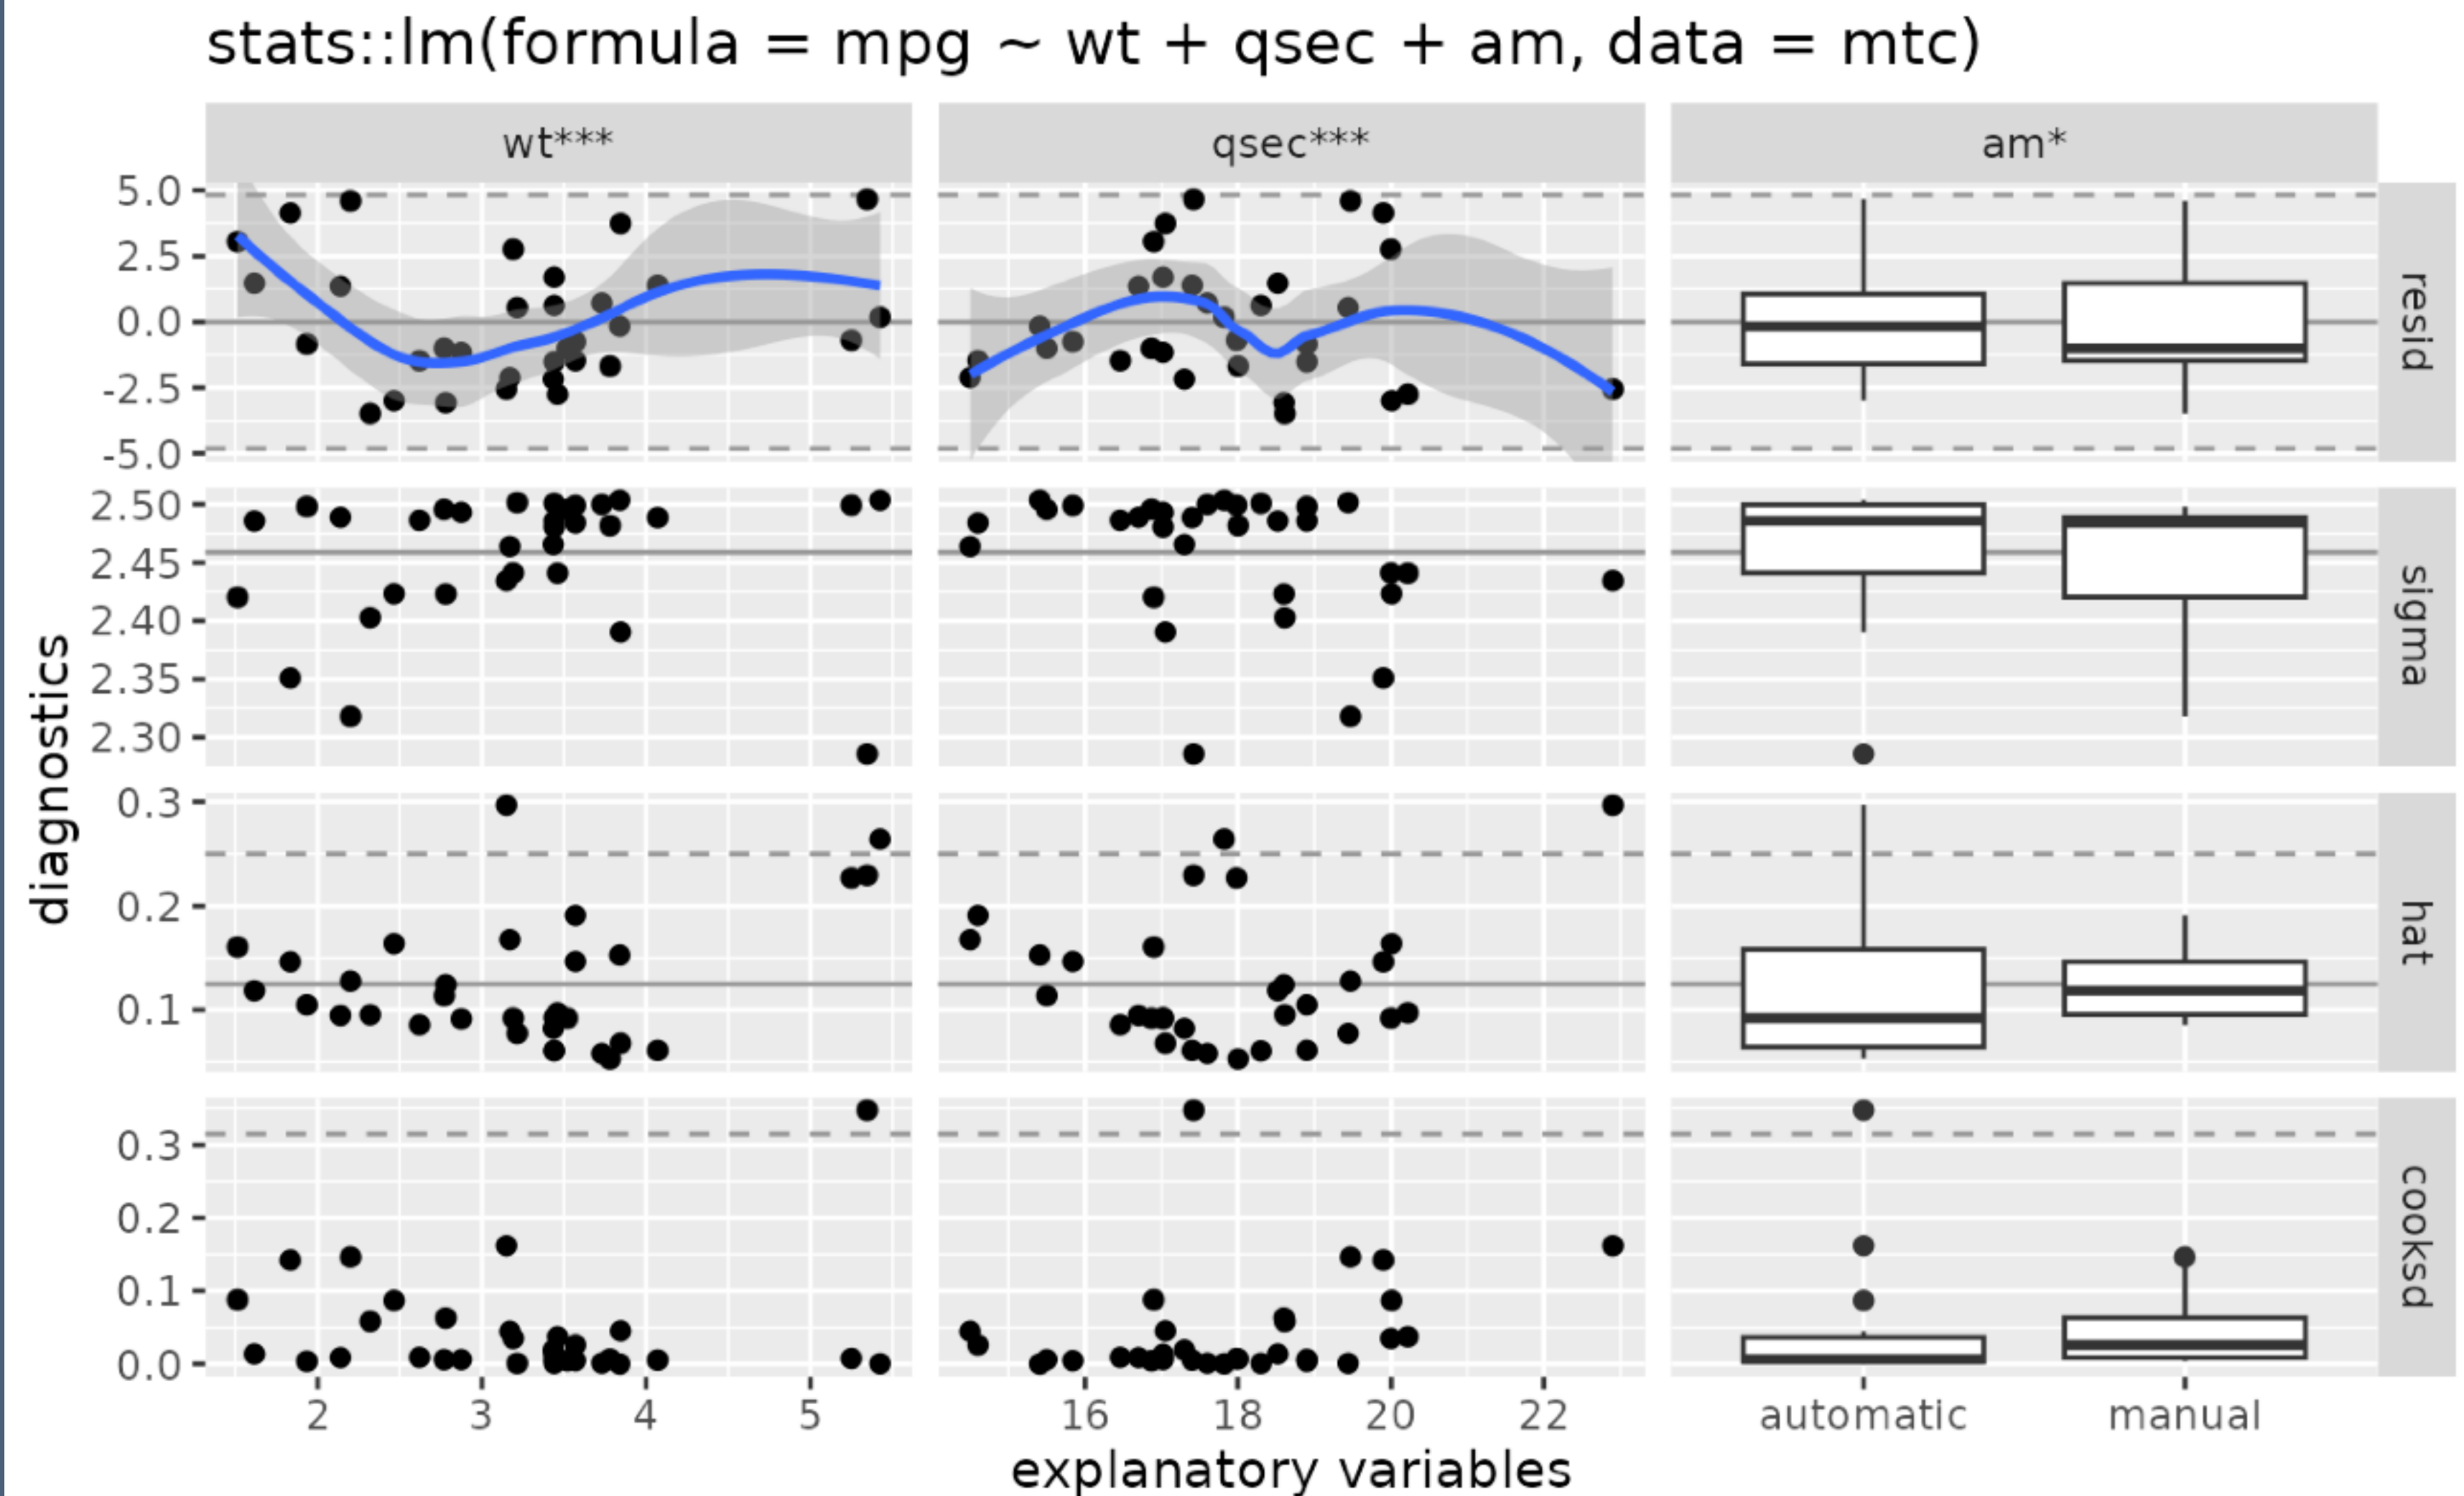 stats::lm(formula = mpg ~ wt + qsec + am, data = mtc)
wt*** qsec*** am*
5.0
2.5
0.0
-2.5
-5.0
resid
2.50
2.45
2.40
2.35
2.30
sigma
0.3
0.2
0.1
hat
0.3
0.2
0.1
0.0
cooksd
diagnostics
2 3 4 5 16 18 20 22 automatic manual
explanatory variables